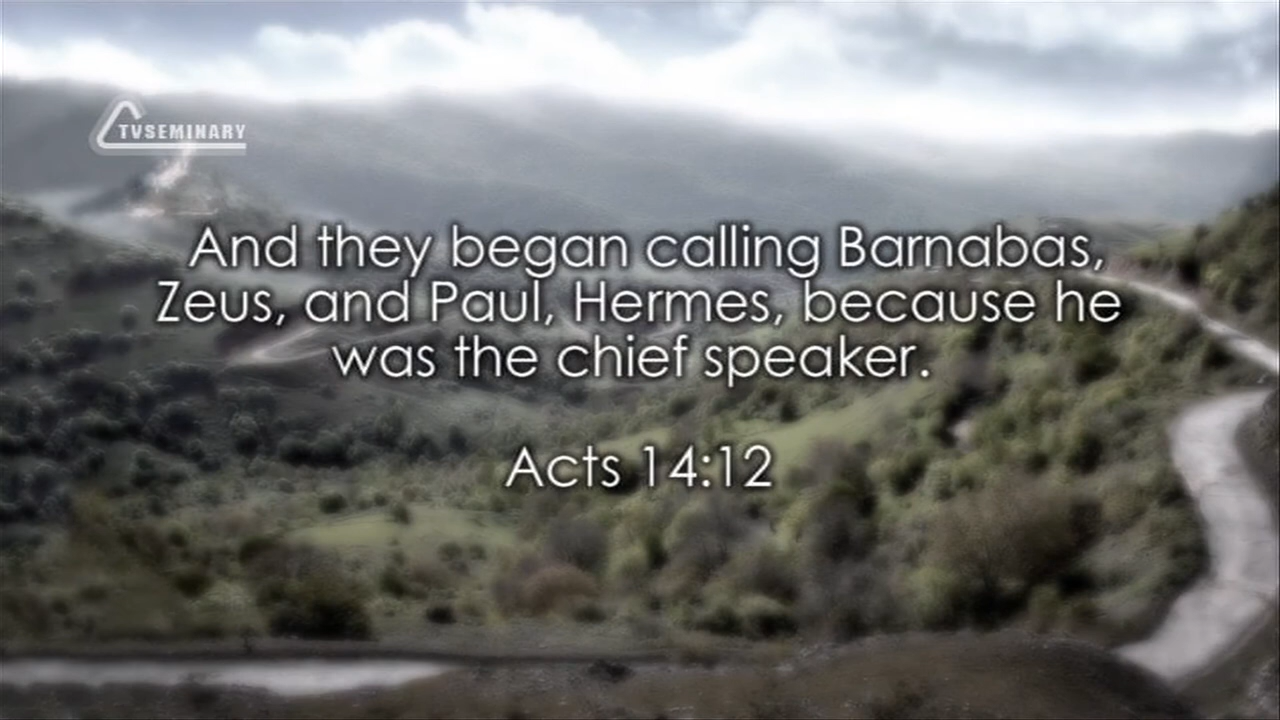 TVSEMINARY
And they began calling Barnabas,
Zeus, and Paul, Hermes, because he
was the chief speaker.
Acts 14:12